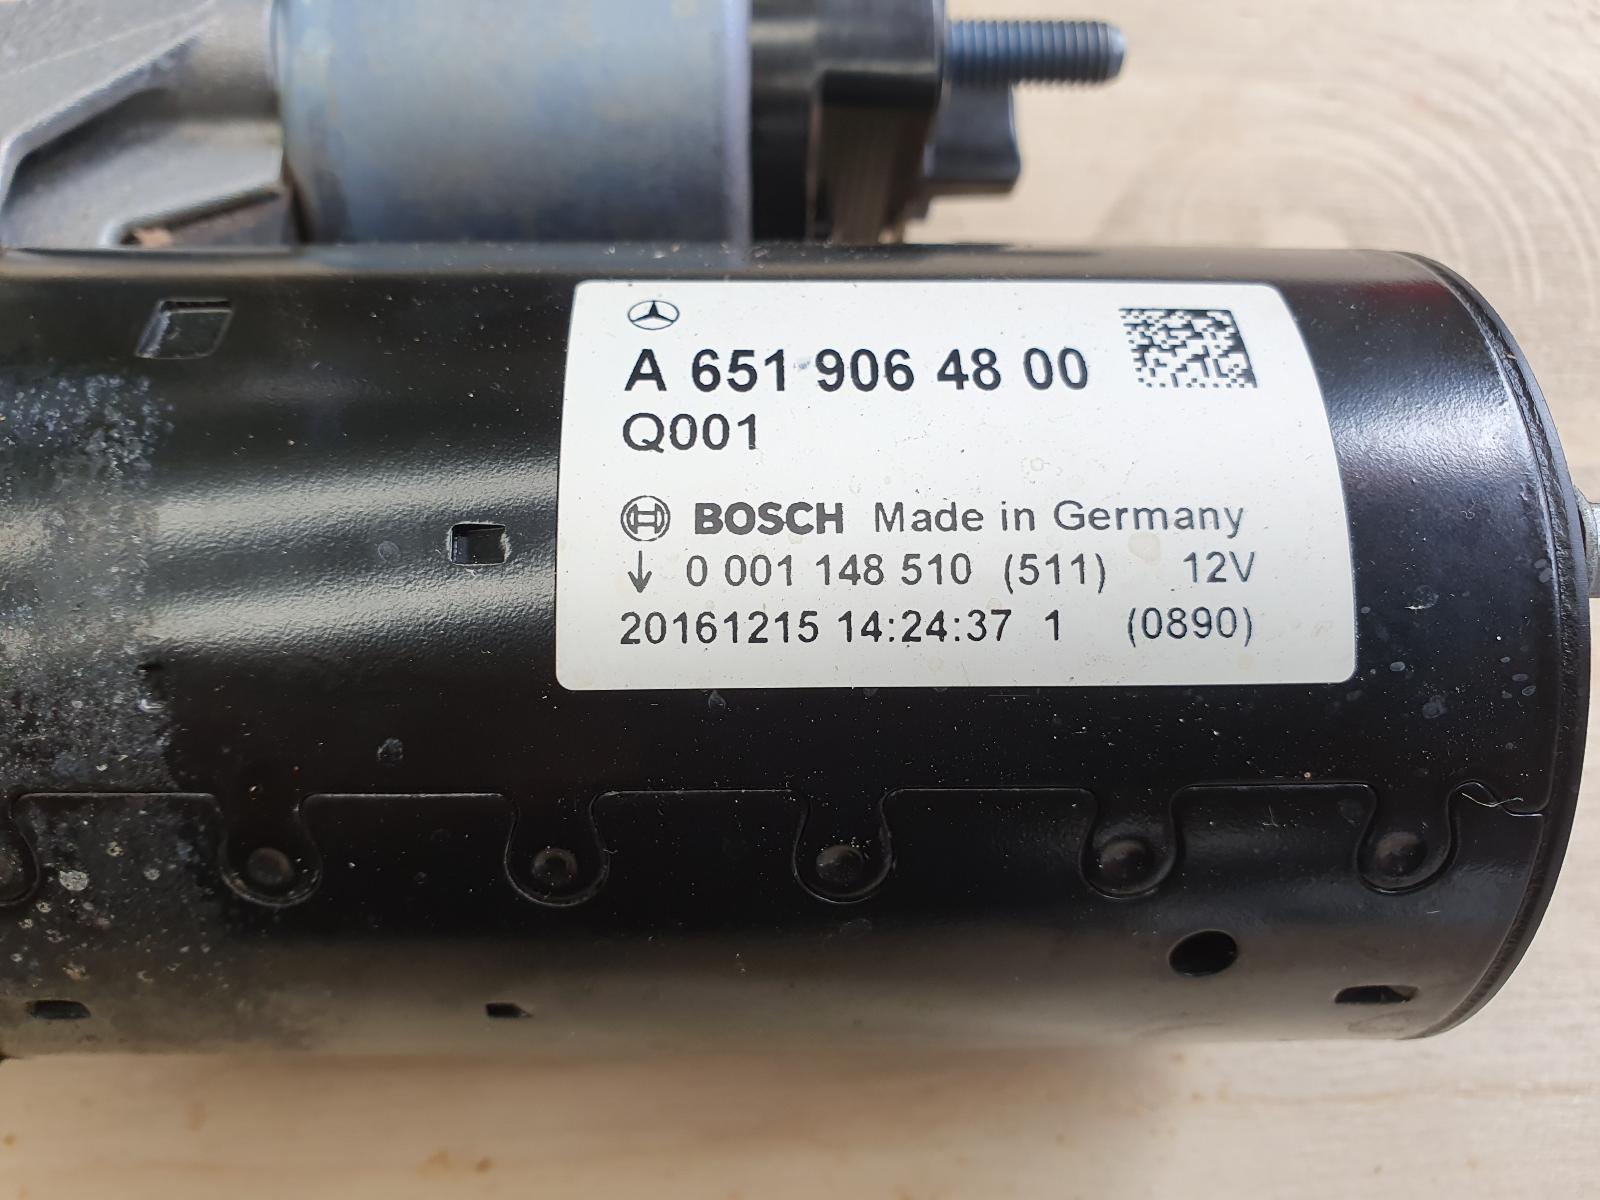 A 651 906 48 00
Q001
BOSCH Made in Germany
↓ 0 001 148 510 (511) 12V
20161215 14:24:37 1 (0890)